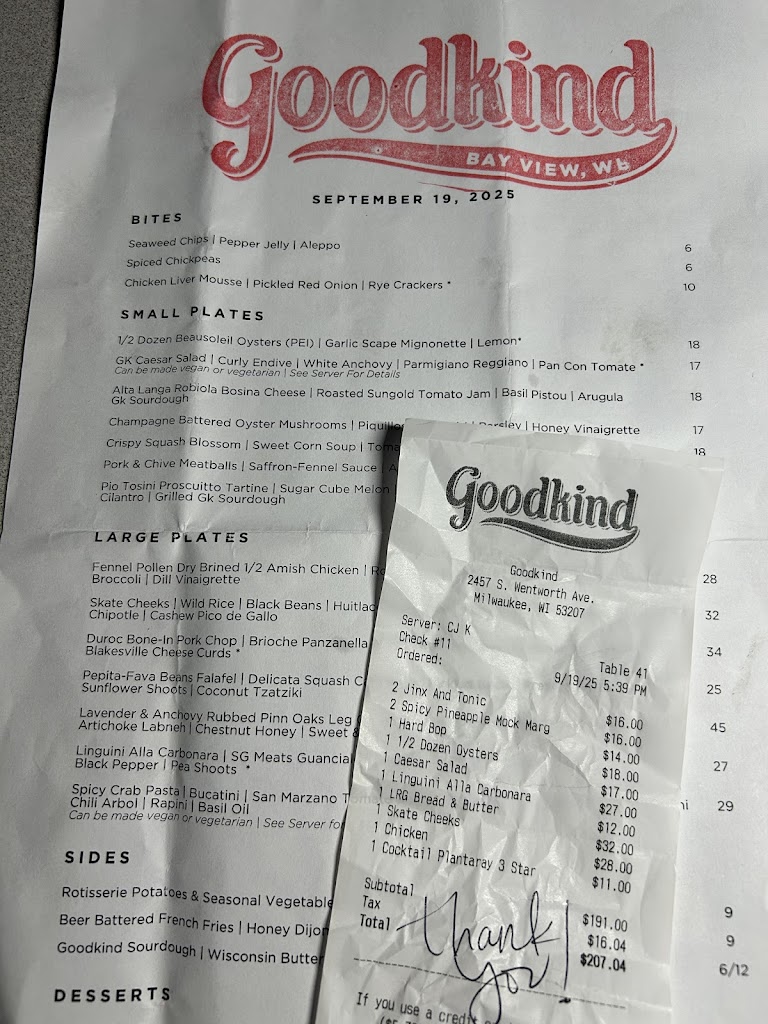 Goodkind
BAY VIEW, WI
SEPTEMBER 19, 2025
BITES
Seaweed Chips | Pepper Jelly | Aleppo 6
Spiced Chickpeas 6
Chicken Liver Mousse | Pickled Red Onion | Rye Crackers * 10
SMALL PLATES
1/2 Dozen Beausoleil Oysters (PEI) | Garlic Scape Mignonette | Lemon* 18
GK Caesar Salad | Curly Endive | White Anchovy | Parmigiano Reggiano | Pan Con Tomate * 17
Can be made vegan or vegetarian | See Server For Details
Alta Langa Robiola Bosina Cheese | Roasted Sungold Tomato Jam | Basil Pistou | Arugula 18
Gk Sourdough
Champagne Battered Oyster Mushrooms | Parsley | Honey Vinaigrette 17
Crispy Squash Blossom | Sweet Corn Soup | 18
Pork & Chive Meatballs | Saffron-Fennel Sauce |
Pio Tosini Proscuitto Tartine | Sugar Cube Melon
Cilantro | Grilled Gk Sourdough
LARGE PLATES
Fennel Pollen Dry Brined 1/2 Amish Chicken | 28
Broccoli | Dill Vinaigrette
Skate Cheeks | Wild Rice | Black Beans | 32
Chipotle | Cashew Pico de Gallo
Duroc Bone-In Pork Chop | Brioche Panzanella 34
Blakesville Cheese Curds *
Pepita-Fava Beans Falafel | Delicata Squash 25
Sunflower Shoots | Coconut Tzatziki
Lavender & Anchovy Rubbed Pinn Oaks Leg 45
Artichoke Labneh | Chestnut Honey | Sweet &
Linguini Alla Carbonara | SG Meats 27
Black Pepper | Pea Shoots *
Spicy Crab Pasta | Bucatini | San Marzano 29
Chili Arbol | Rapini | Basil Oil
Can be made vegan or vegetarian | See Server for
SIDES
Rotisserie Potatoes & Seasonal Vegetable 9
Beer Battered French Fries | Honey Dijon 9
Goodkind Sourdough | Wisconsin Butter 6/12
DESSERTS
Goodkind
Goodkind
2457 S. Wentworth Ave.
Milwaukee, WI 53207
Server: CJ K
Check #11 Table 41
Ordered: 9/19/25 5:39 PM
2 Jinx And Tonic $16.00
2 Spicy Pineapple Mock Marg $16.00
1 Hard Bop $14.00
1 1/2 Dozen Oysters $18.00
1 Caesar Salad $17.00
1 Linguini Alla Carbonara $27.00
1 LRG Bread & Butter $12.00
1 Skate Cheeks $32.00
1 Chicken $28.00
1 Cocktail Plantaray 3 Star $11.00
Subtotal $191.00
Tax $16.04
Total $207.04
Thank
you!
If you use a credit